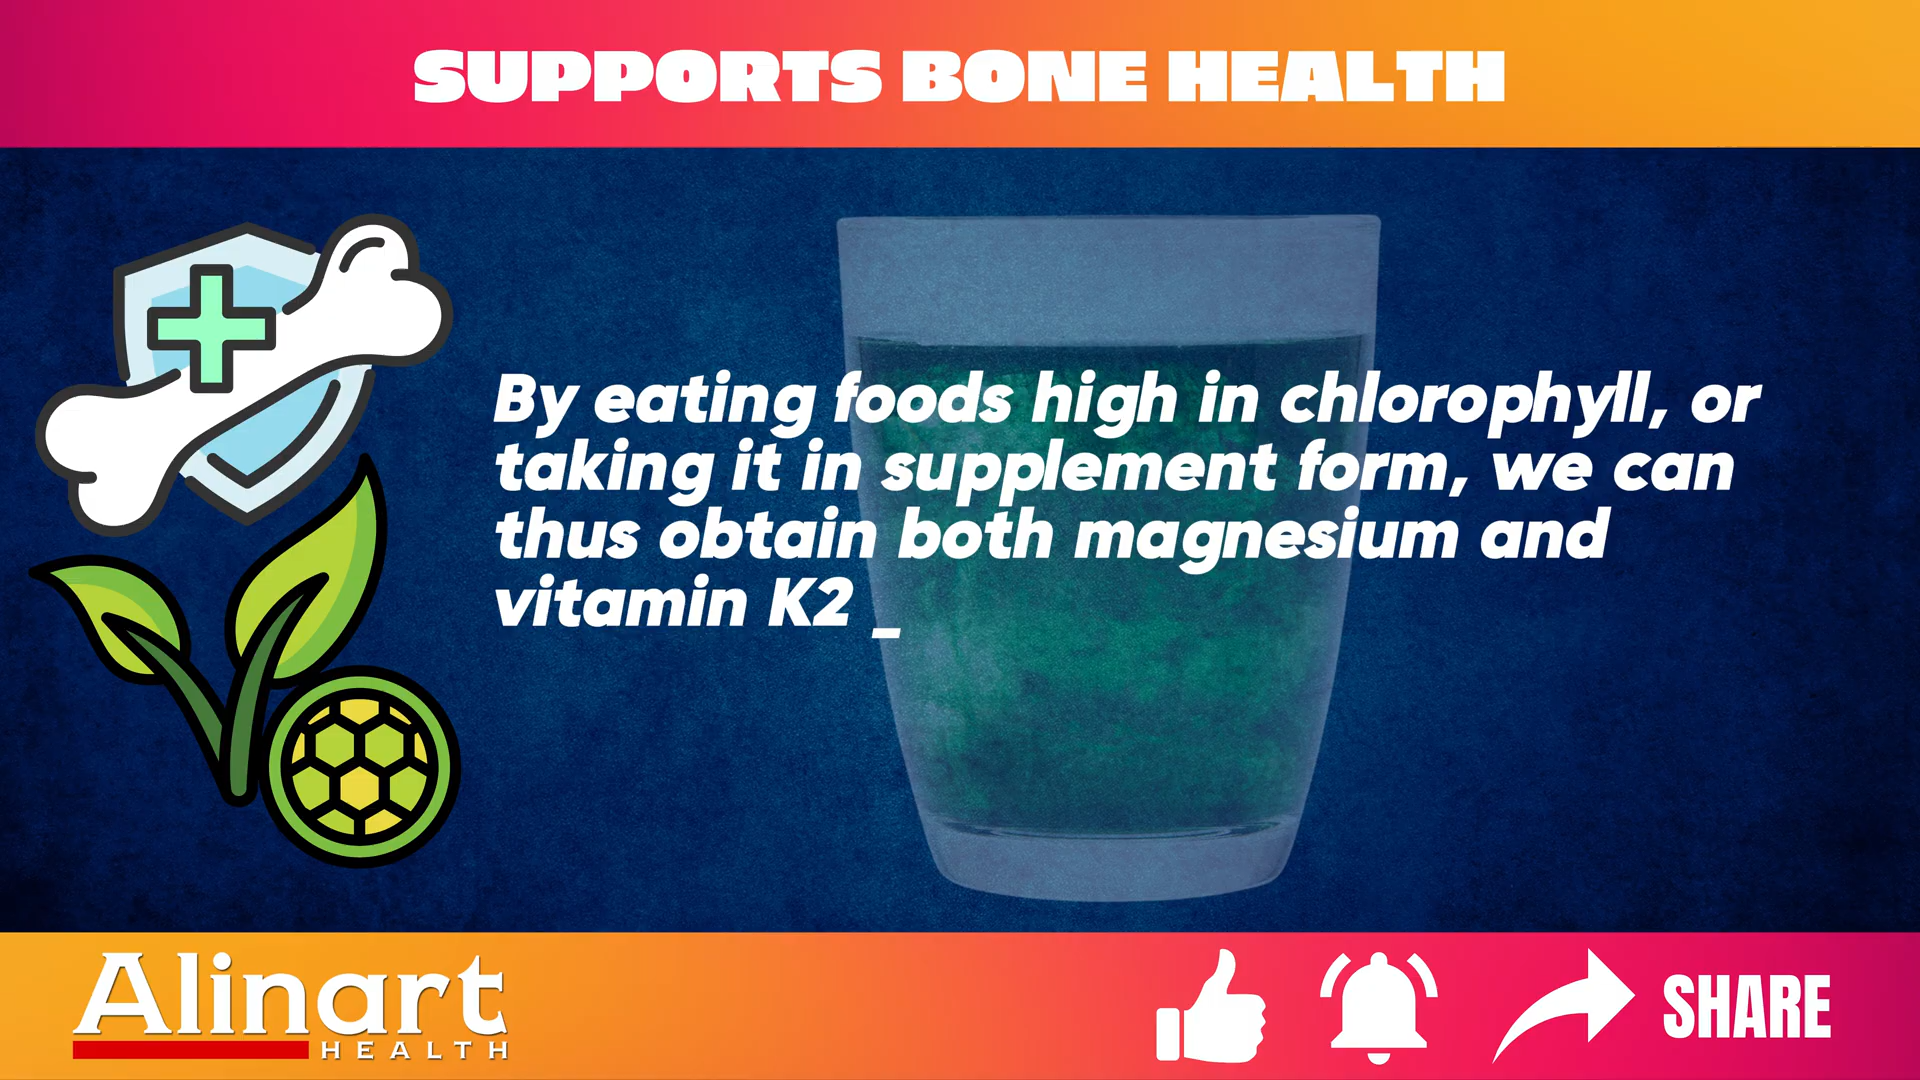 SUPPORTS BONE HEALTH
By eating foods high in chlorophyll, or
taking it in supplement form, we can
thus obtain both magnesium and
vitamin K2 _
Alinart
HEALTH
SHARE